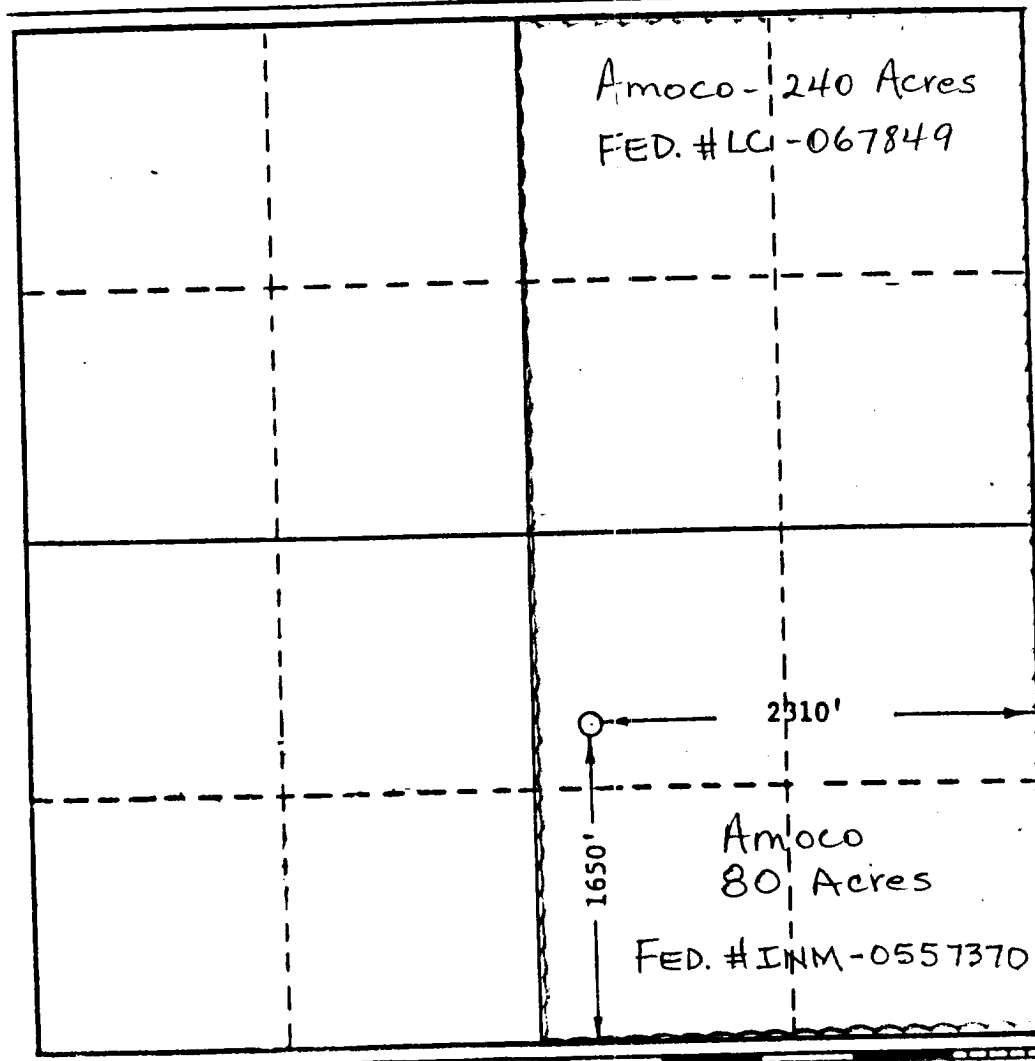 Amoco - 240 Acres
FED. # LC -067849
2310'
1650'
Amoco
80 Acres
FED. # NM -0557370